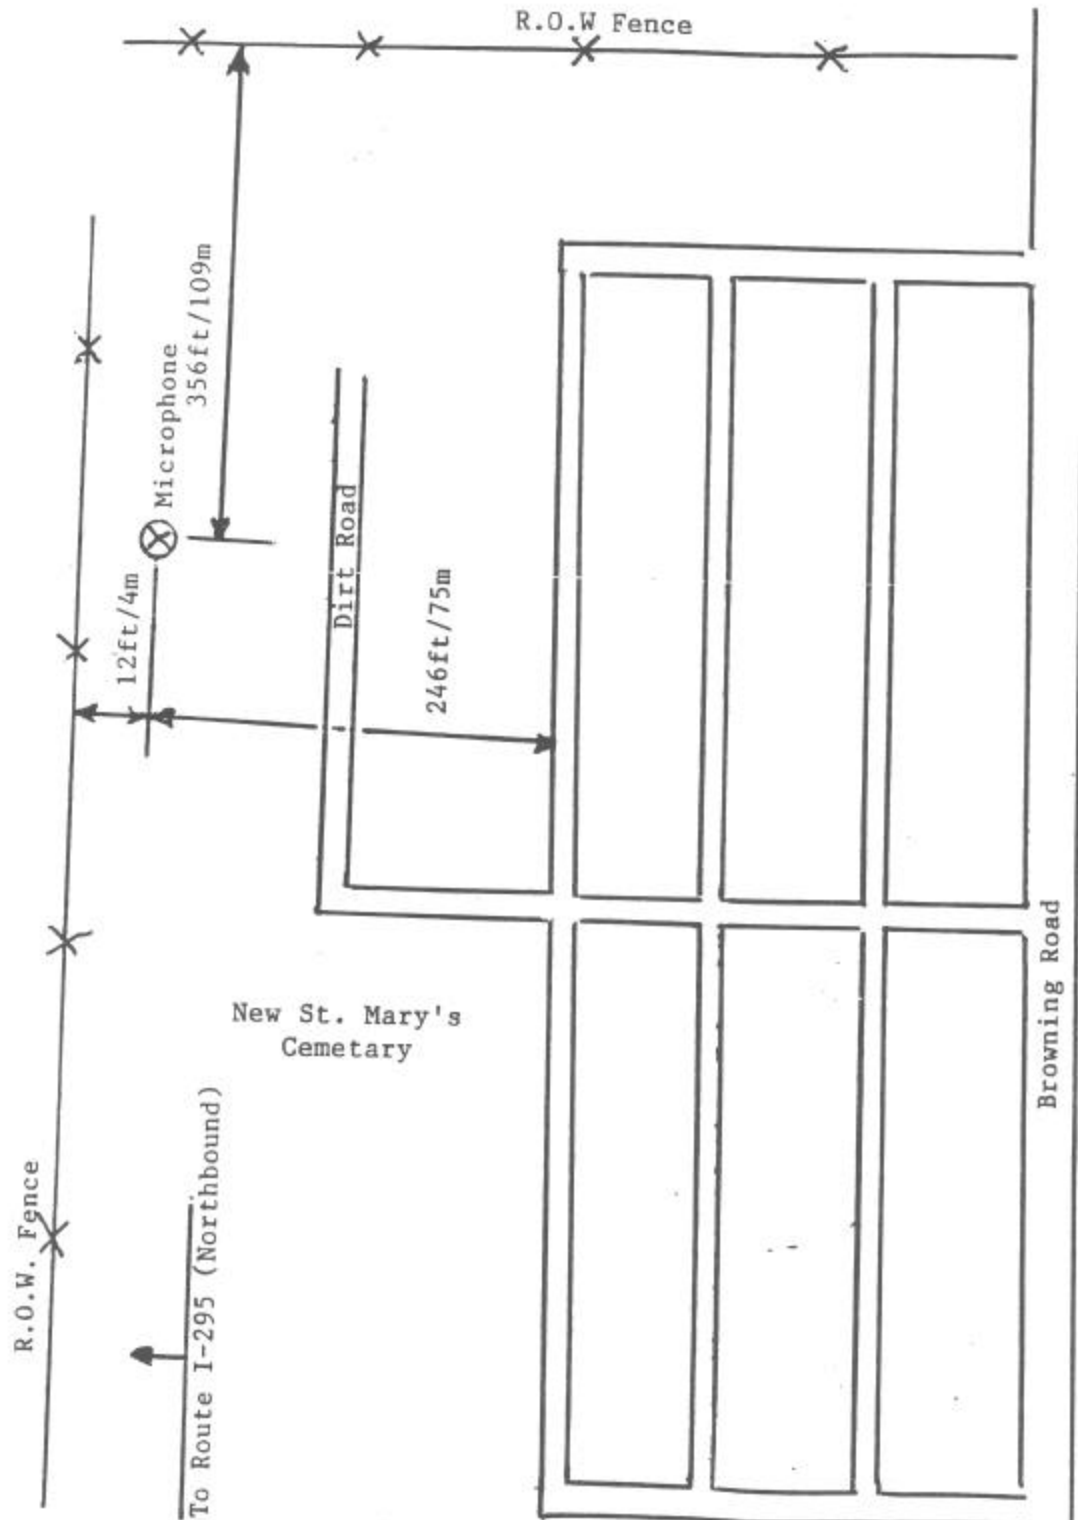 R.O.W Fence
Microphone
356ft/109m
12ft/4m
Dirt Road
246ft/75m
New St. Mary's
Cemetary
Browning Road
R.O.W. Fence
To Route I-295 (Northbound)